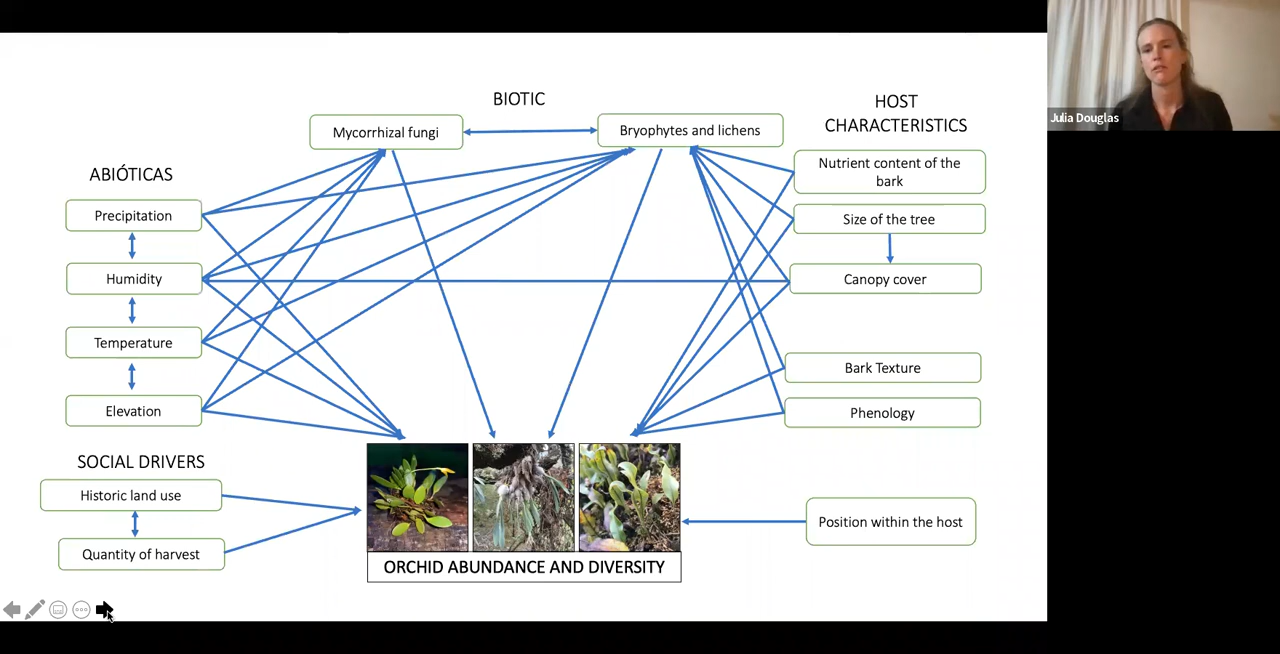 BIOTIC
Mycorrhizal fungi
Bryophytes and lichens
HOST
CHARACTERISTICS
Nutrient content of the
bark
Size of the tree
Canopy cover
Bark Texture
Phenology
Position within the host
ABIÓTICAS
Precipitation
Humidity
Temperature
Elevation
SOCIAL DRIVERS
Historic land use
Quantity of harvest
ORCHID ABUNDANCE AND DIVERSITY
Julia Douglas